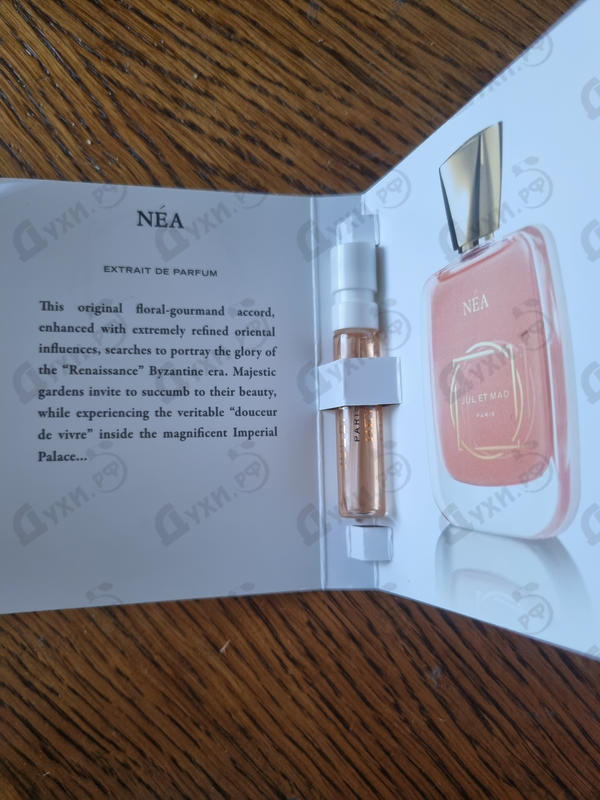 NÉA
EXTRAIT DE PARFUM
This original floral-gourmand accord,
enhanced with extremely refined oriental
influences, searches to portray the glory of
the “Renaissance” Byzantine era. Majestic
gardens invite to succumb to their beauty,
while experiencing the veritable “douceur
de vivre” inside the magnificent Imperial
Palace...
PARIS
NÉA
JUL ET MAD
PARIS
Духи.рф